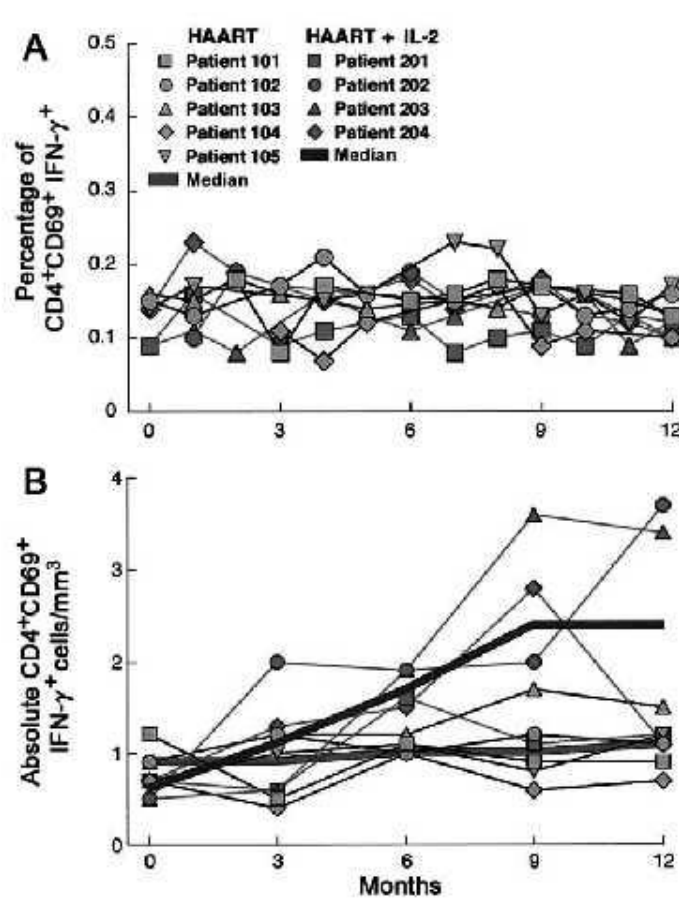 A
HAART HAART + IL-2
Patient 101 Patient 201
Patient 102 Patient 202
Patient 103 Patient 203
Patient 104 Patient 204
Patient 105 Median
Median
Percentage of
CD4+CD69+ IFN-γ+
0.5
0.4
0.3
0.2
0.1
0
0 3 6 9 12
B
Absolute CD4+CD69+
IFN-γ+ cells/mm³
4
3
2
1
0
0 3 6 9 12
Months